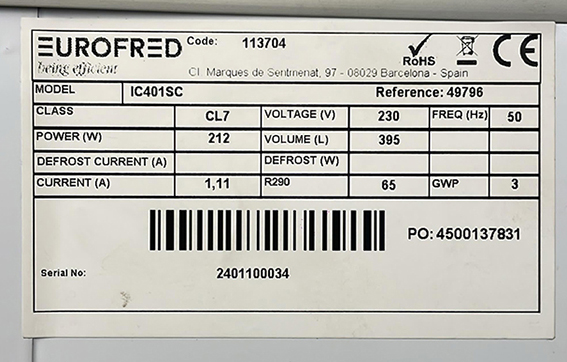 EUROFRED Code: 113704
being efficient
RoHS CE
Cl. Marques de Sentmenat, 97 - 08029 Barcelona - Spain
MODEL IC401SC Reference: 49796
CLASS CL7 VOLTAGE (V) 230 FREQ (Hz) 50
POWER (W) 212 VOLUME (L) 395
DEFROST CURRENT (A) DEFROST (W)
CURRENT (A) 1,11 R290 65 GWP 3
PO: 4500137831
Serial No: 2401100034